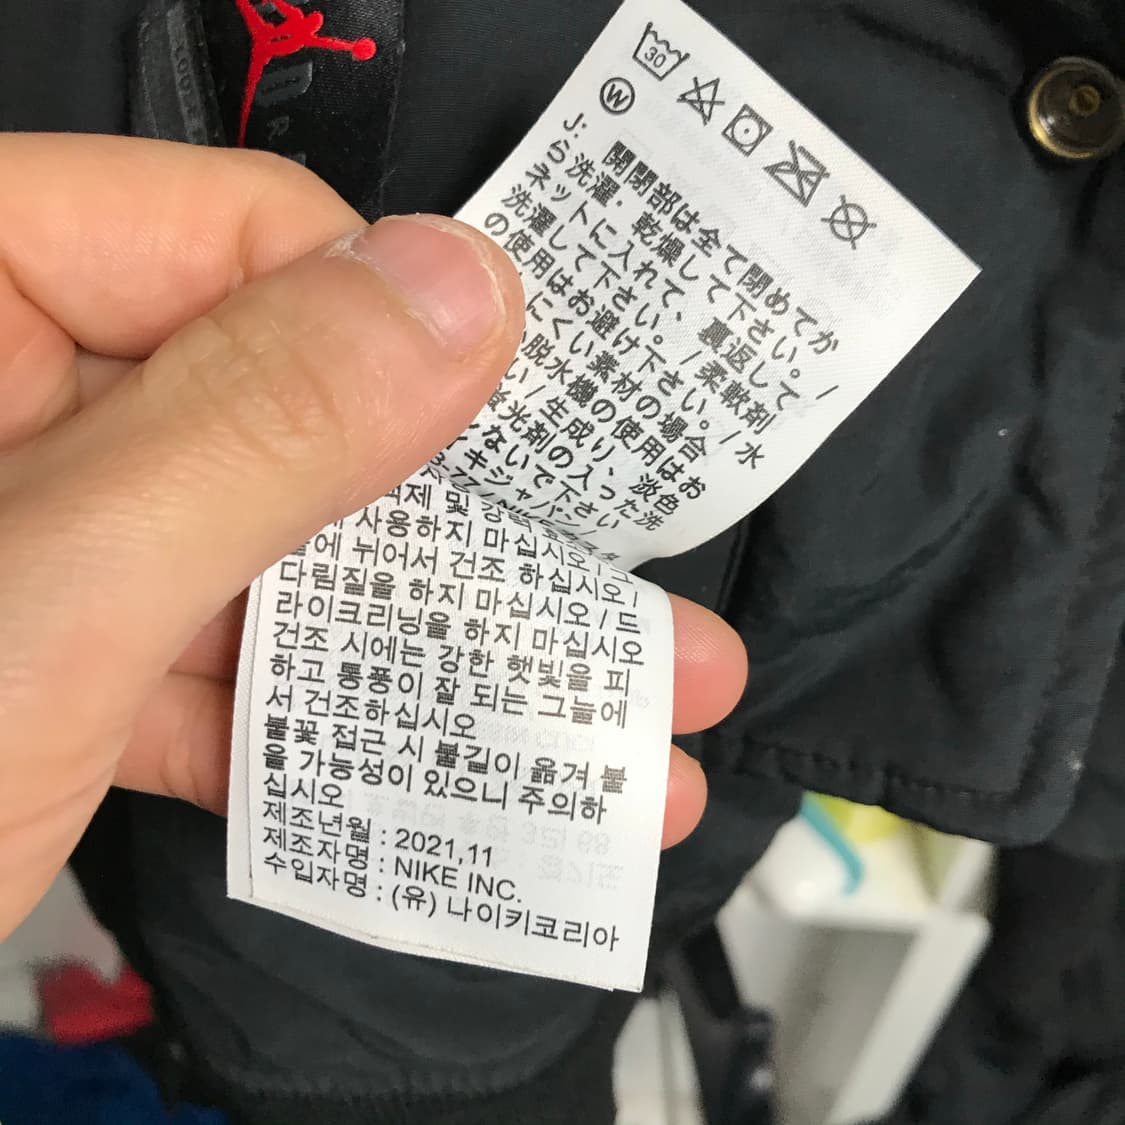 30
W
J:
開閉部は全て閉めてか
ら洗濯・乾燥して下さい。/
ネットに入れて、裏返して
洗濯して下さい。/柔軟剤
の使用はお避け下さい。/水
にくい素材の場合
脱水機の使用はお
い/生成り、淡色
光剤の入った洗
ないで下さい
キジャパン
및
사용하지 마십시오
에 뉘어서 건조 하십시오/
다림질을 하지 마십시오/드
라이크리닝을 하지 마십시오
건조 시에는 강한 햇빛을 피
하고 통풍이 잘 되는 그늘에
서 건조하십시오
불꽃 접근 시 불길이 옮겨 붙
을 가능성이 있으니 주의하
십시오
제조년월 : 2021,11
제조자명 : NIKE INC.
수입자명 : (유) 나이키코리아